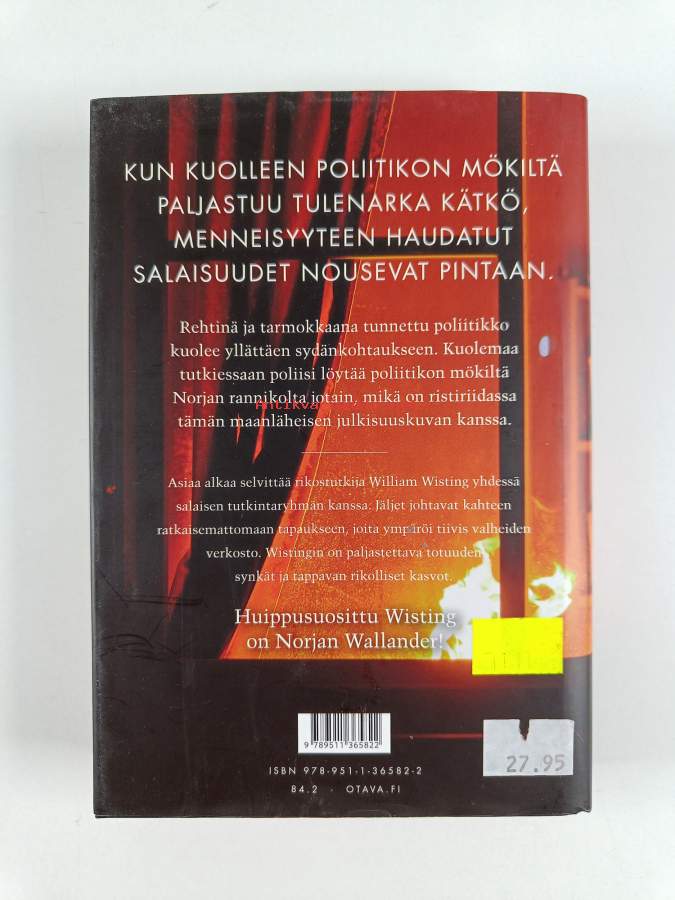 KUN KUOLLEEN POLIITIKON MÖKILTÄ
PALJASTUU TULENARKA KÄTKÖ,
MENNEISYYTEEN HAUDATUT
SALAISUUDET NOUSEVAT PINTAAN.
Rehtinä ja tarmokkaana tunnettu poliitikko
kuolee yllättäen sydänkohtaukseen. Kuolemaa
tutkiessaan poliisi löytää poliitikon mökiltä
Norjan rannikolta jotain, mikä on ristiriidassa
Antikva
tämän maanläheisen julkisuuskuvan kanssa.
Asiaa alkaa selvittää rikostutkija William Wisting yhdessä
salaisen tutkintaryhmän kanssa. Jäljet johtavat kahteen
ratkaisemattomaan tapaukseen, joita ympäröi tiivis valheiden
verkosto. Wistingin on paljastettava totuuden
synkät ja tappavan rikolliset kasvot.
Huippusuosittu Wisting
on Norjan Wallander!
9 789511 365822
27.95
ISBN 978-951-1-36582-2
84.2 · OTAVA.FI